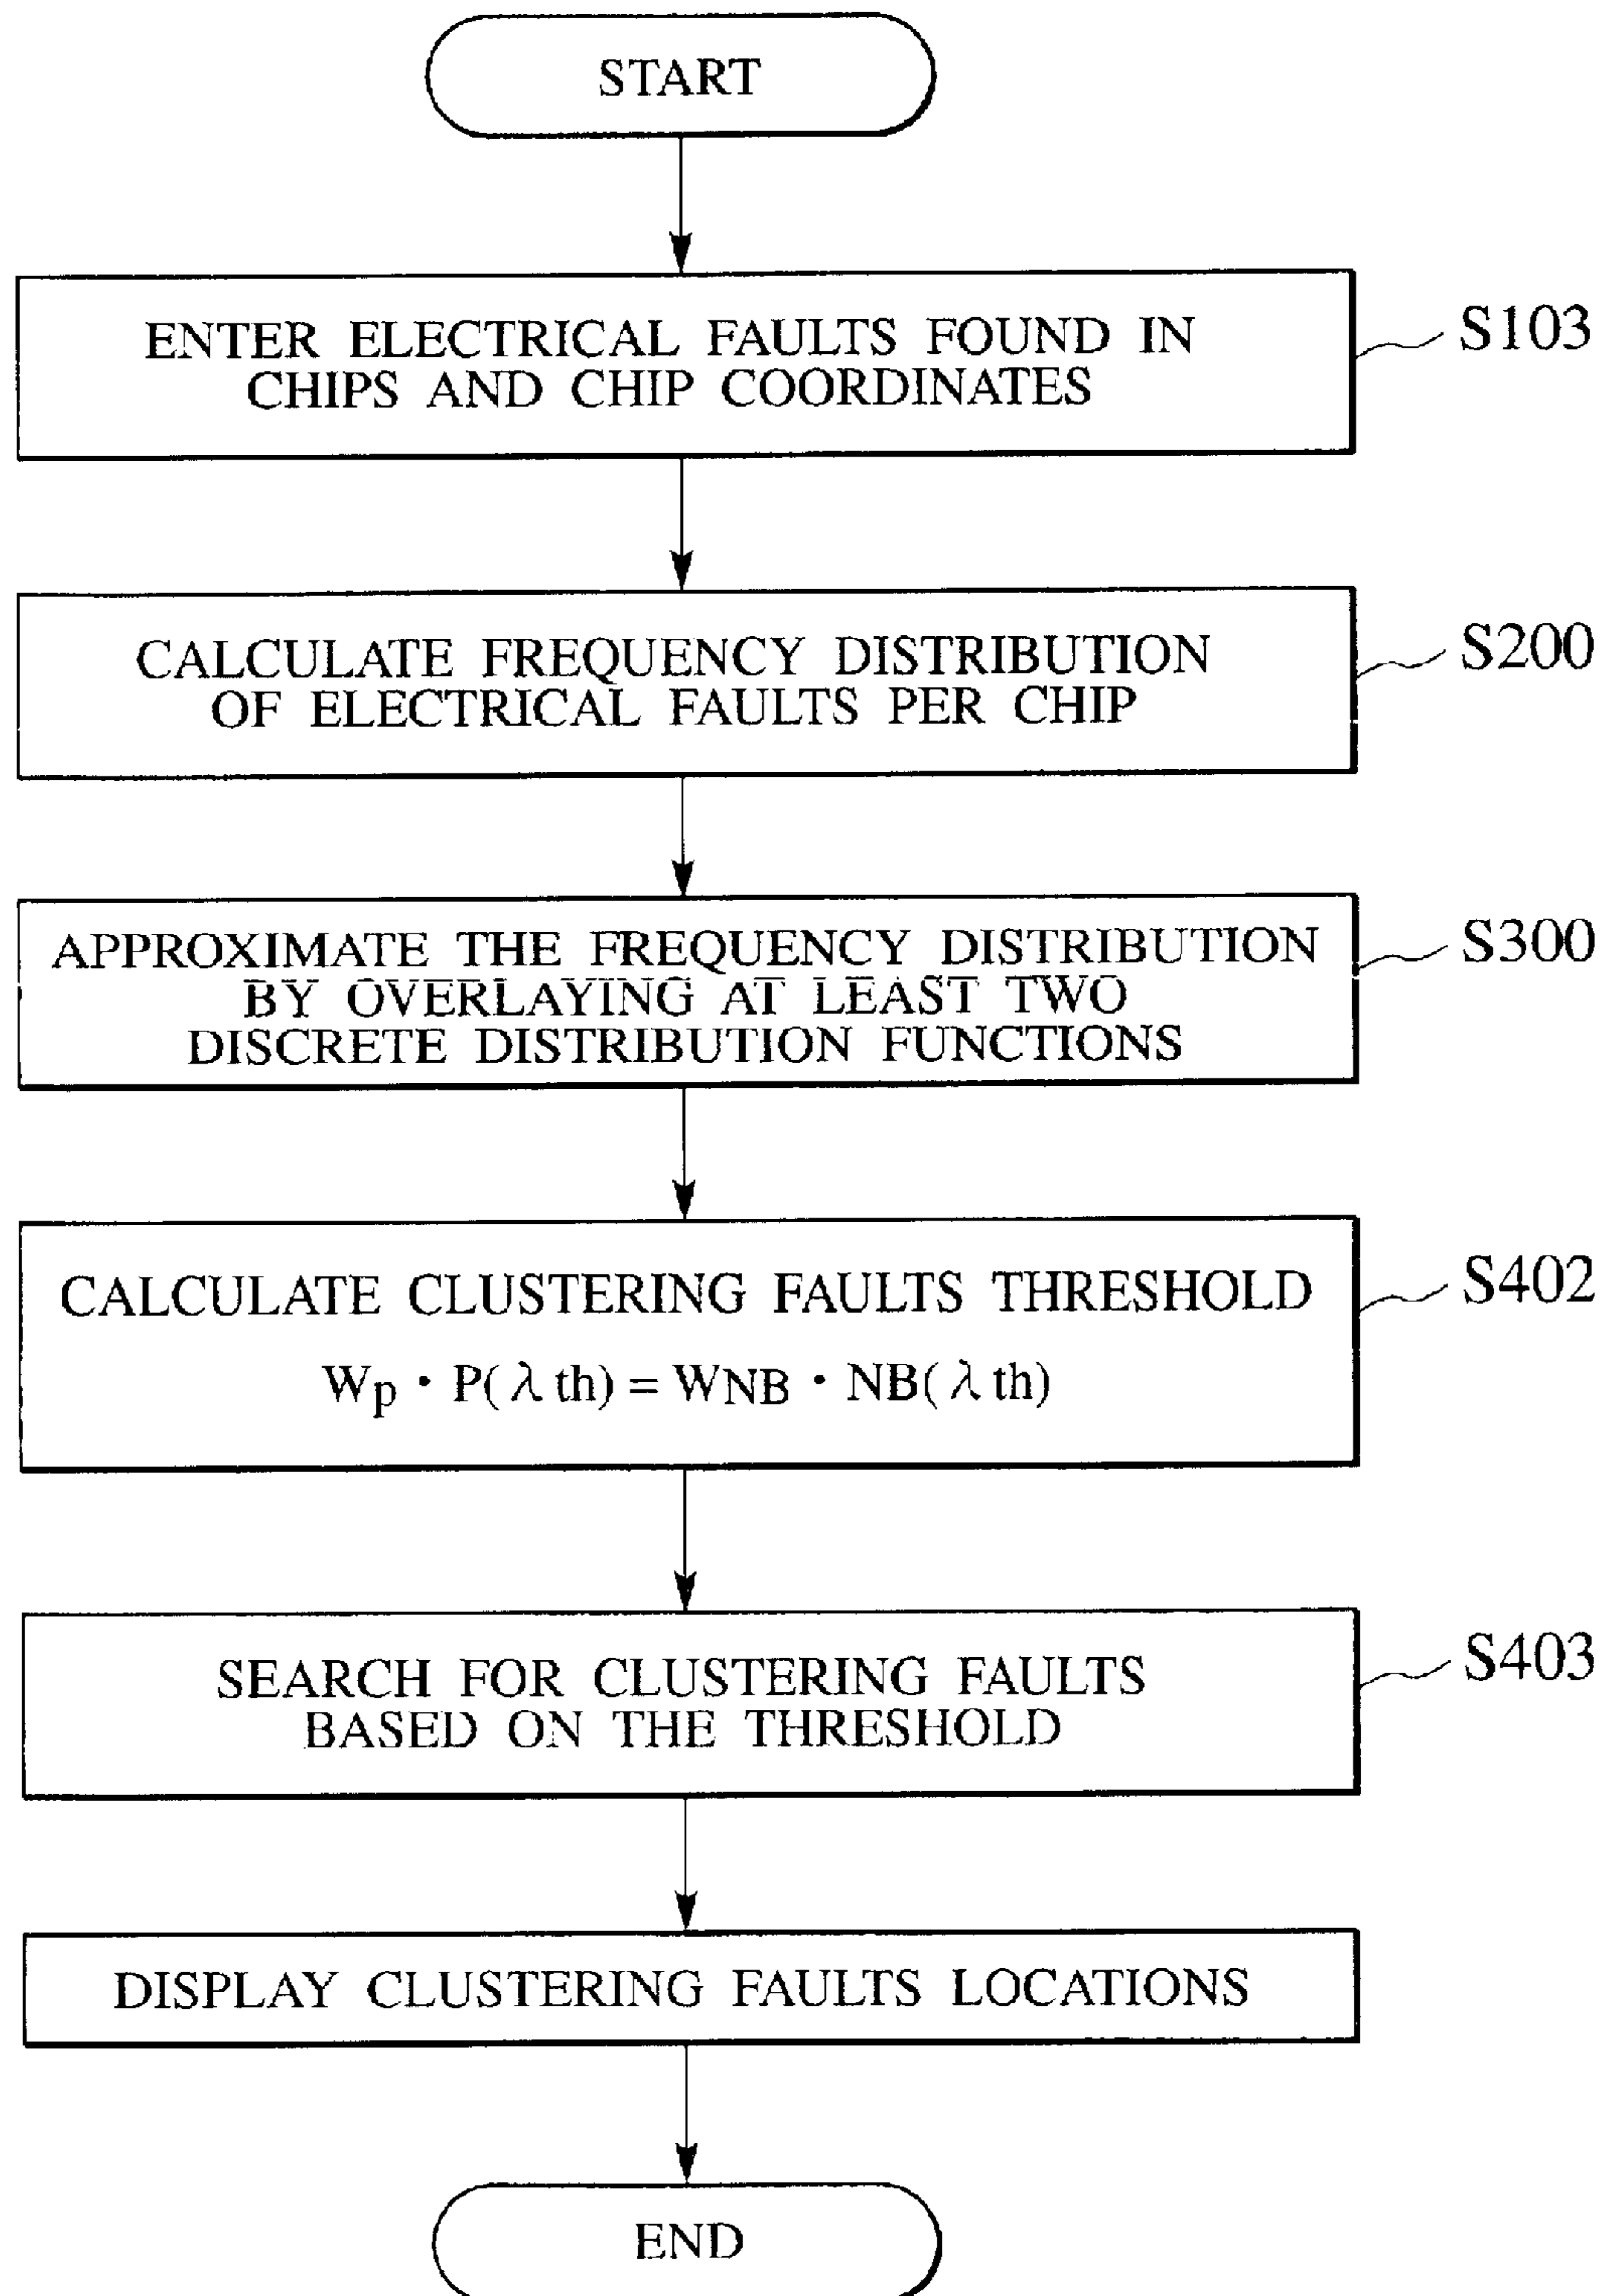 START
ENTER ELECTRICAL FAULTS FOUND IN
CHIPS AND CHIP COORDINATES
S103
CALCULATE FREQUENCY DISTRIBUTION
OF ELECTRICAL FAULTS PER CHIP
S200
APPROXIMATE THE FREQUENCY DISTRIBUTION
BY OVERLAYING AT LEAST TWO
DISCRETE DISTRIBUTION FUNCTIONS
S300
CALCULATE CLUSTERING FAULTS THRESHOLD
Wp · P(λth) = WNB · NB(λth)
S402
SEARCH FOR CLUSTERING FAULTS
BASED ON THE THRESHOLD
S403
DISPLAY CLUSTERING FAULTS LOCATIONS
END